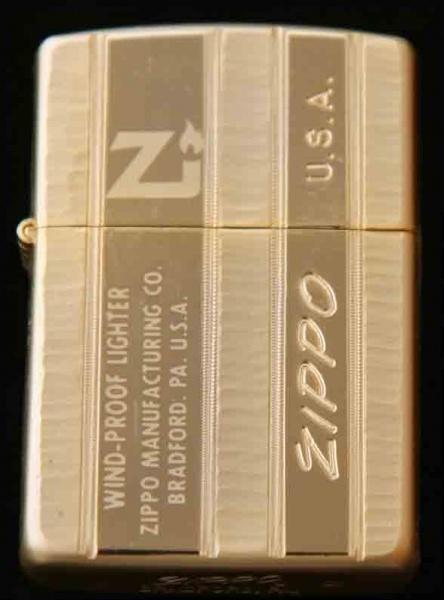 Z
WIND-PROOF LIGHTER
ZIPPO MANUFACTURING CO.
BRADFORD. PA. U.S.A.
ZIPPO U.S.A.